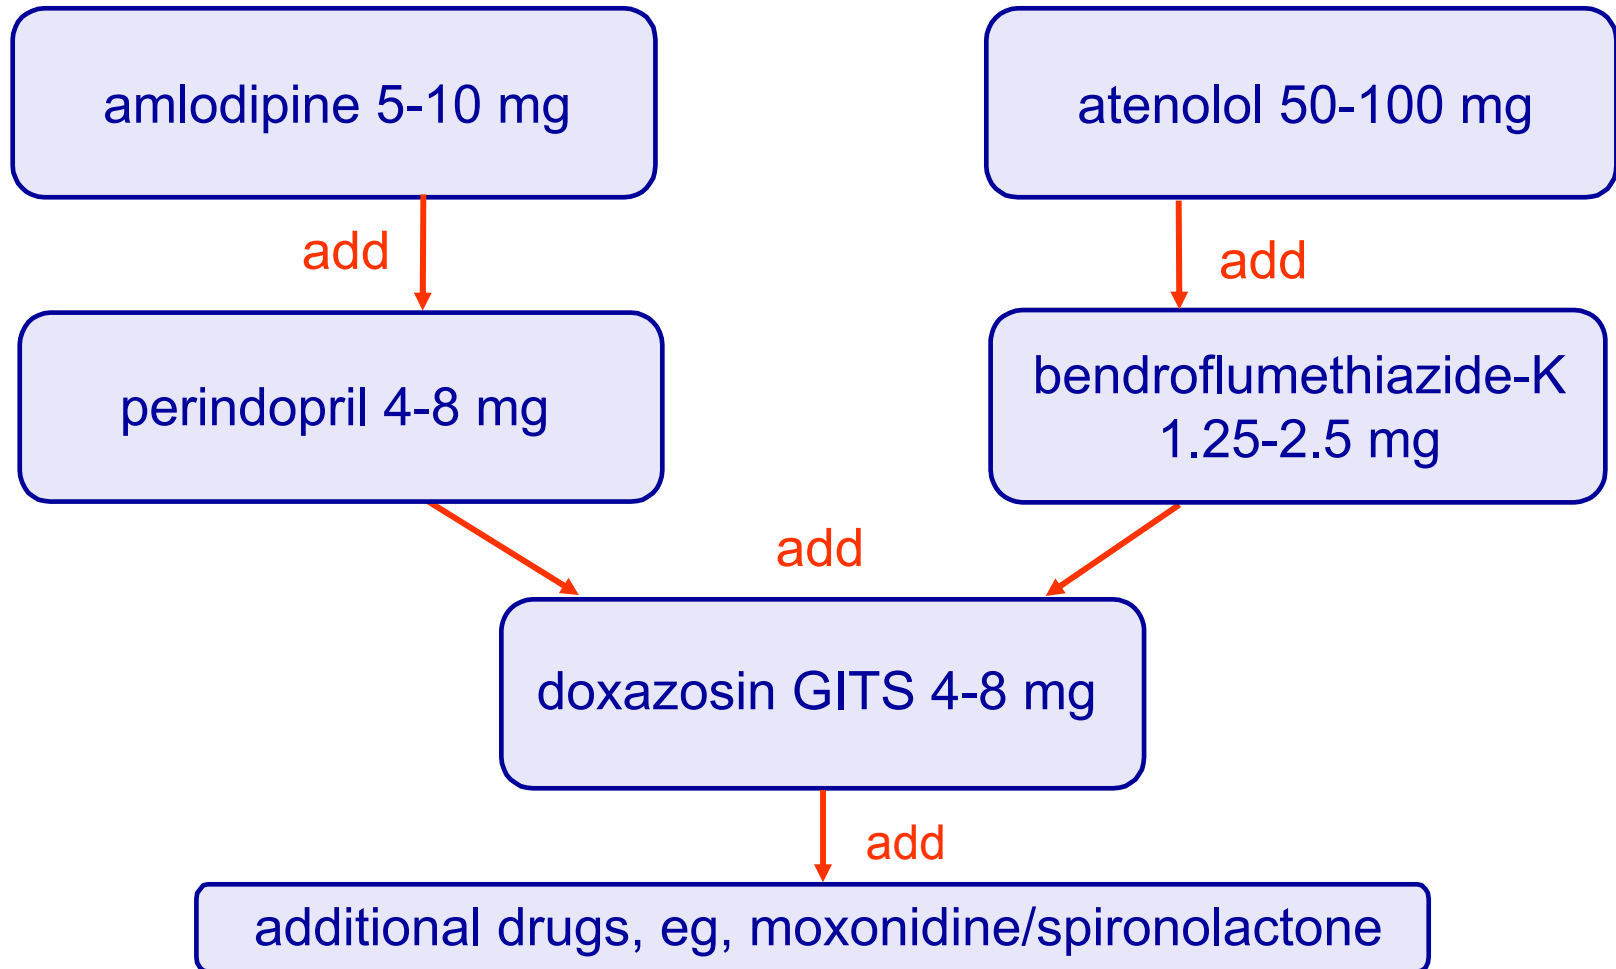 amlodipine 5-10 mg
atenolol 50-100 mg
add
add
perindopril 4-8 mg
bendroflumethiazide-K
1.25-2.5 mg
add
doxazosin GITS 4-8 mg
add
additional drugs, eg, moxonidine/spironolactone